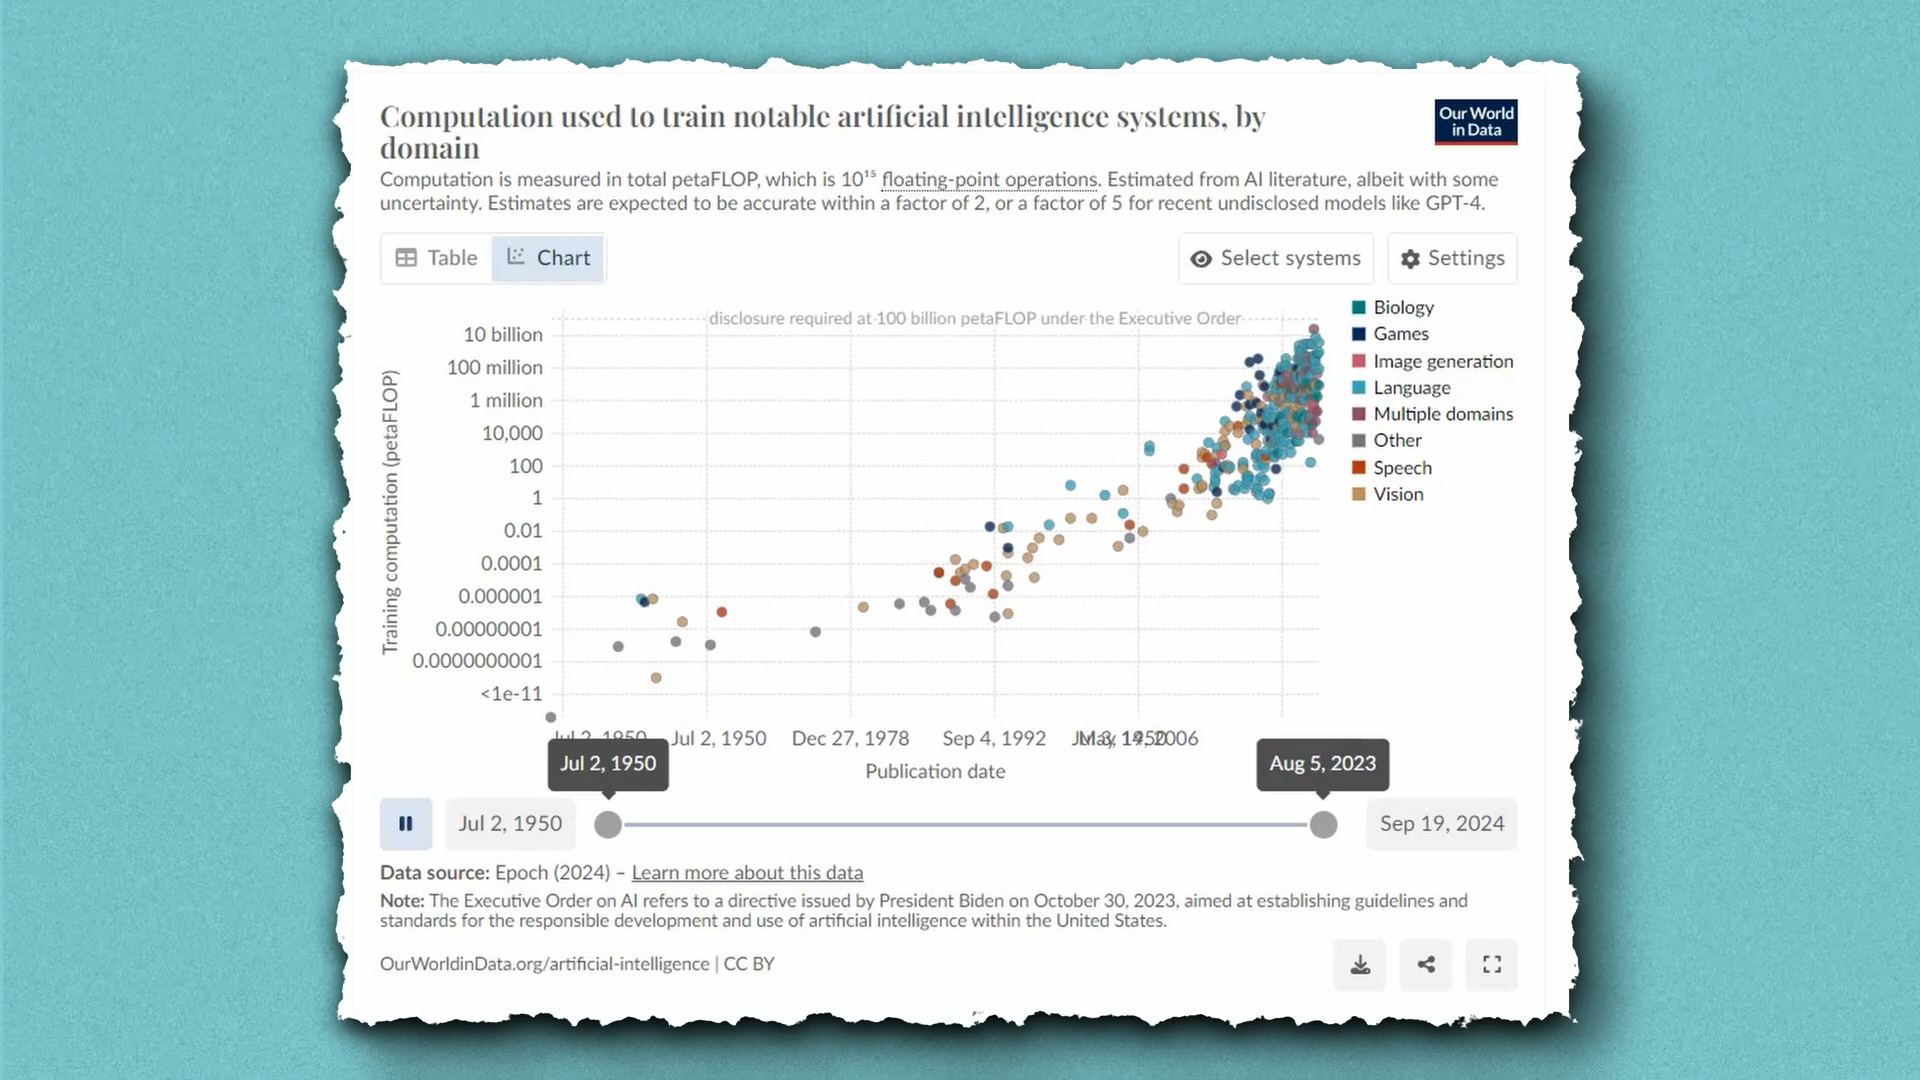 Computation used to train notable artificial intelligence systems, by
domain
Our World
in Data
Computation is measured in total petaFLOP, which is 10¹⁵ floating-point operations. Estimated from AI literature, albeit with some
uncertainty. Estimates are expected to be accurate within a factor of 2, or a factor of 5 for recent undisclosed models like GPT-4.
Table
Chart
Select systems
Settings
disclosure required at 100 billion petaFLOP under the Executive Order
Training computation (petaFLOP)
10 billion
100 million
1 million
10,000
100
1
0.01
0.0001
0.000001
0.00000001
0.0000000001
<1e-11
Biology
Games
Image generation
Language
Multiple domains
Other
Speech
Vision
Jul 2, 1950
Jul 2, 1950
Dec 27, 1978
Sep 4, 1992
2006
Publication date
Jul 2, 1950
Aug 5, 2023
Jul 2, 1950
Sep 19, 2024
Data source: Epoch (2024) – Learn more about this data
Note: The Executive Order on AI refers to a directive issued by President Biden on October 30, 2023, aimed at establishing guidelines and
standards for the responsible development and use of artificial intelligence within the United States.
OurWorldinData.org/artificial-intelligence | CC BY